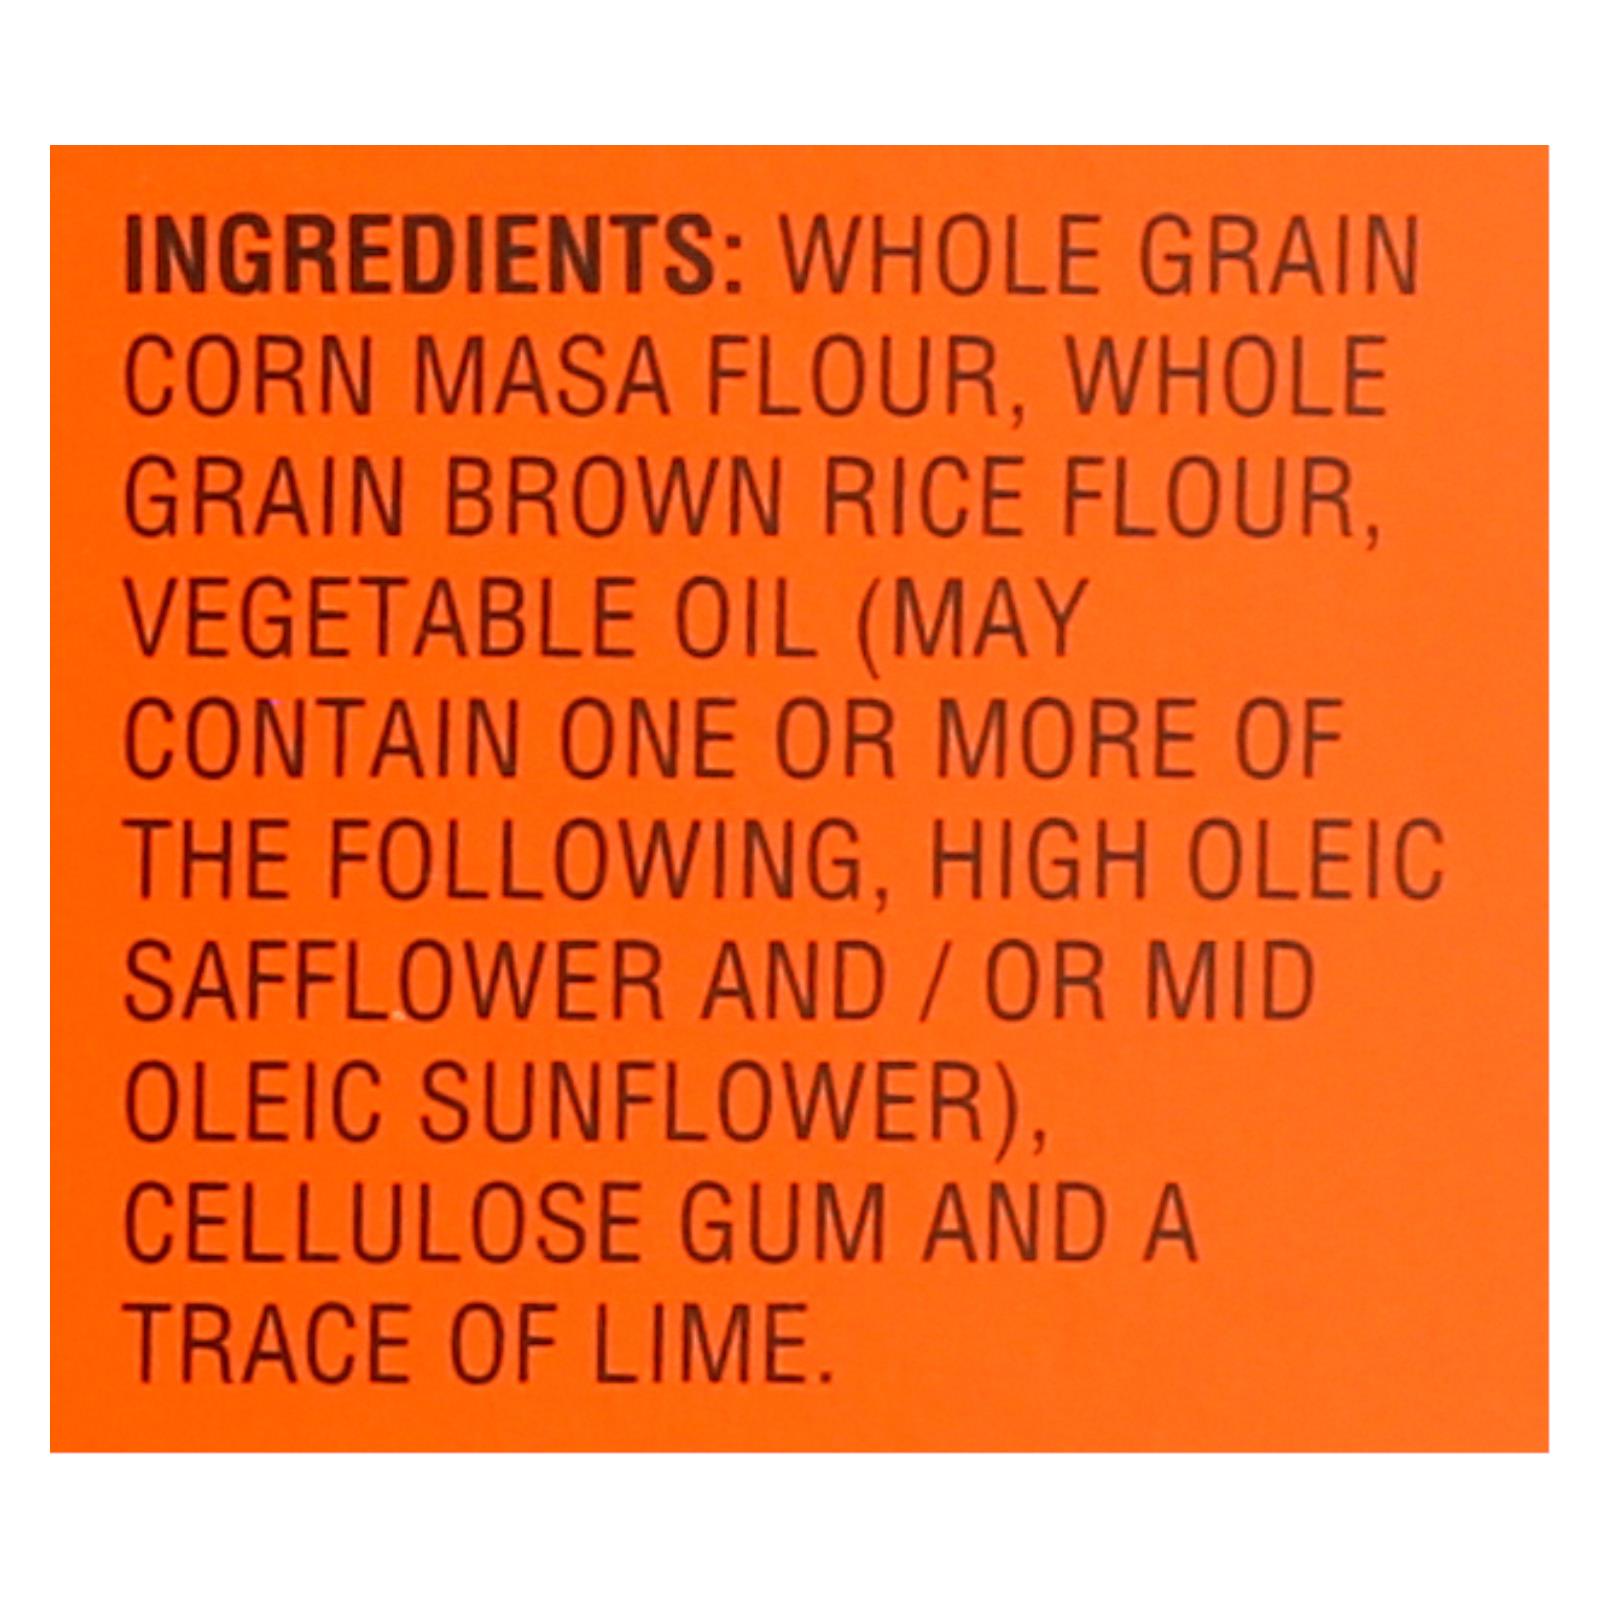 INGREDIENTS: WHOLE GRAIN
CORN MASA FLOUR, WHOLE
GRAIN BROWN RICE FLOUR,
VEGETABLE OIL (MAY
CONTAIN ONE OR MORE OF
THE FOLLOWING, HIGH OLEIC
SAFFLOWER AND / OR MID
OLEIC SUNFLOWER),
CELLULOSE GUM AND A
TRACE OF LIME.